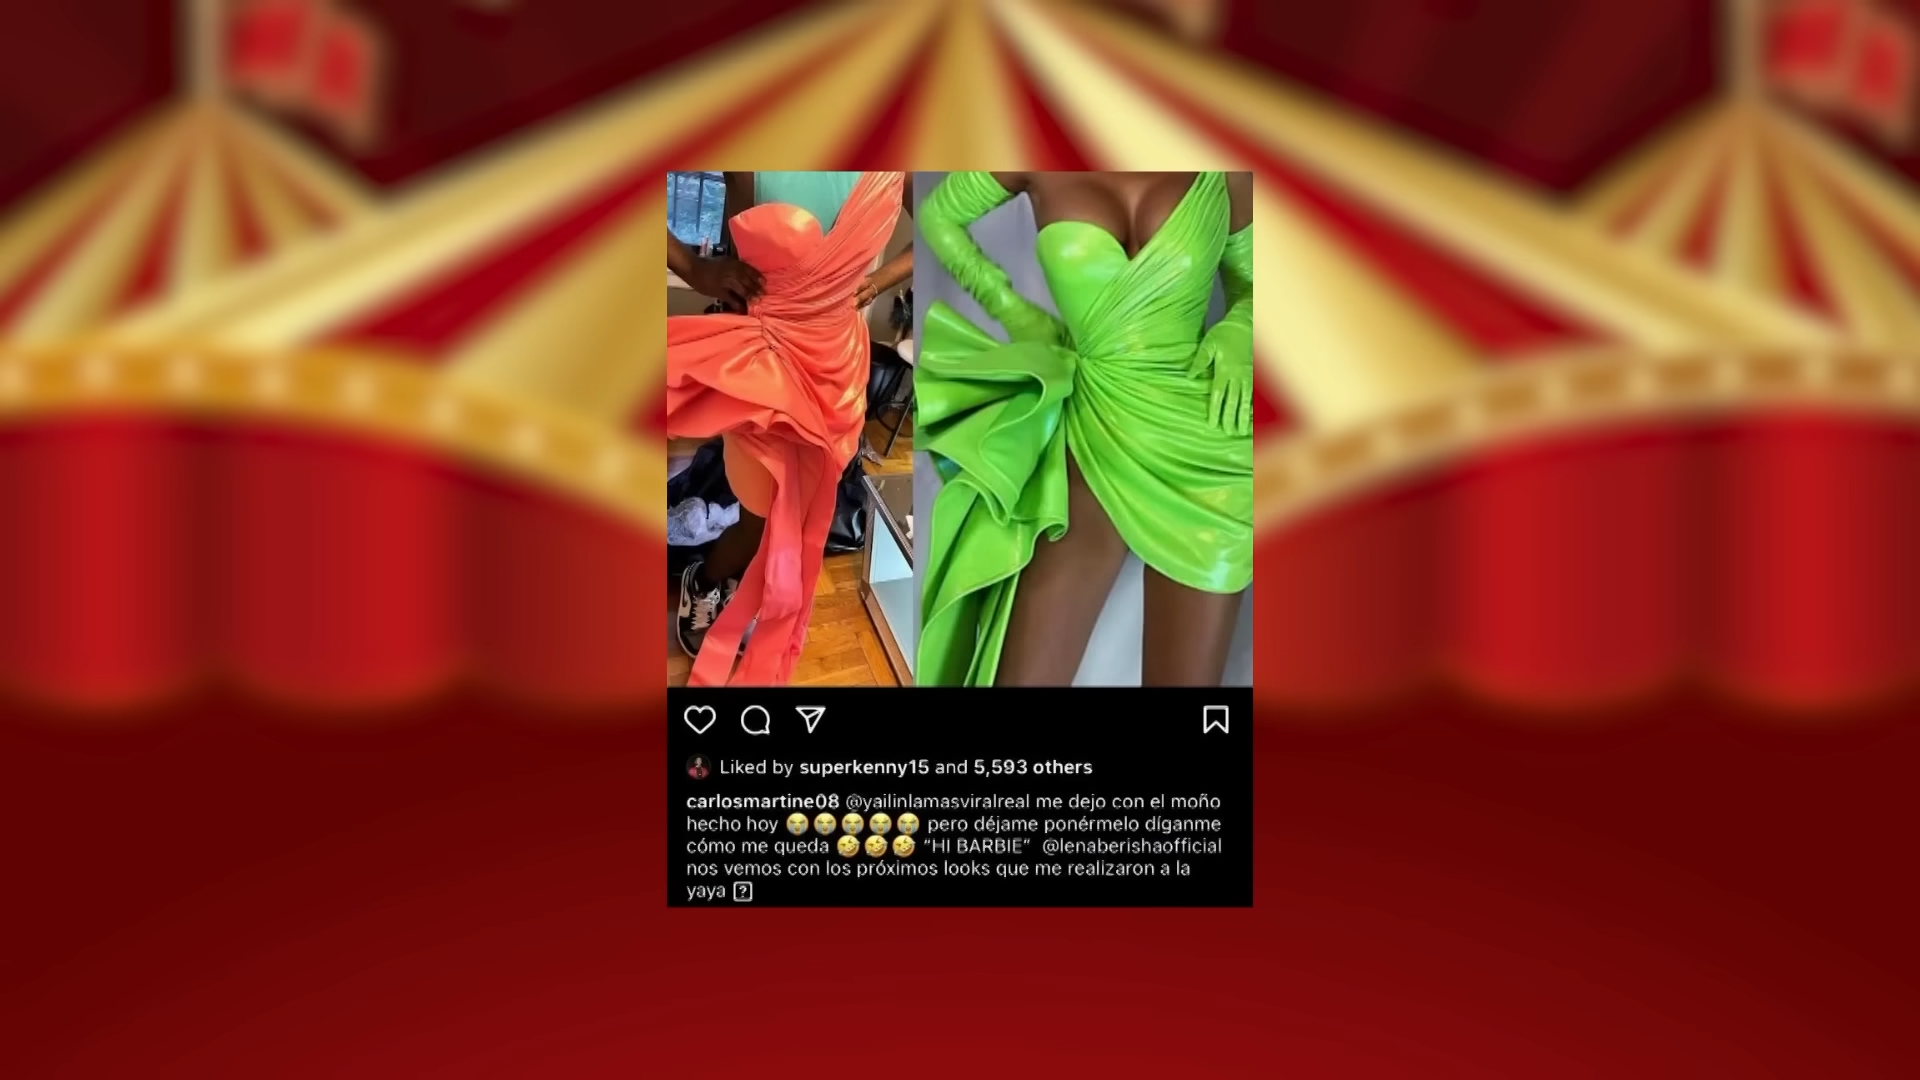 Liked by superkenny15 and 5,593 others
carlosmartine08 @yailinlamasviralreal me dejo con el moño
hecho hoy 😭😭😭😭😭 pero déjame ponérmelo díganme
cómo me queda 🤣🤣🤣 “HI BARBIE” @lenaberishaofficial
nos vemos con los próximos looks que me realizaron a la
yaya [?]